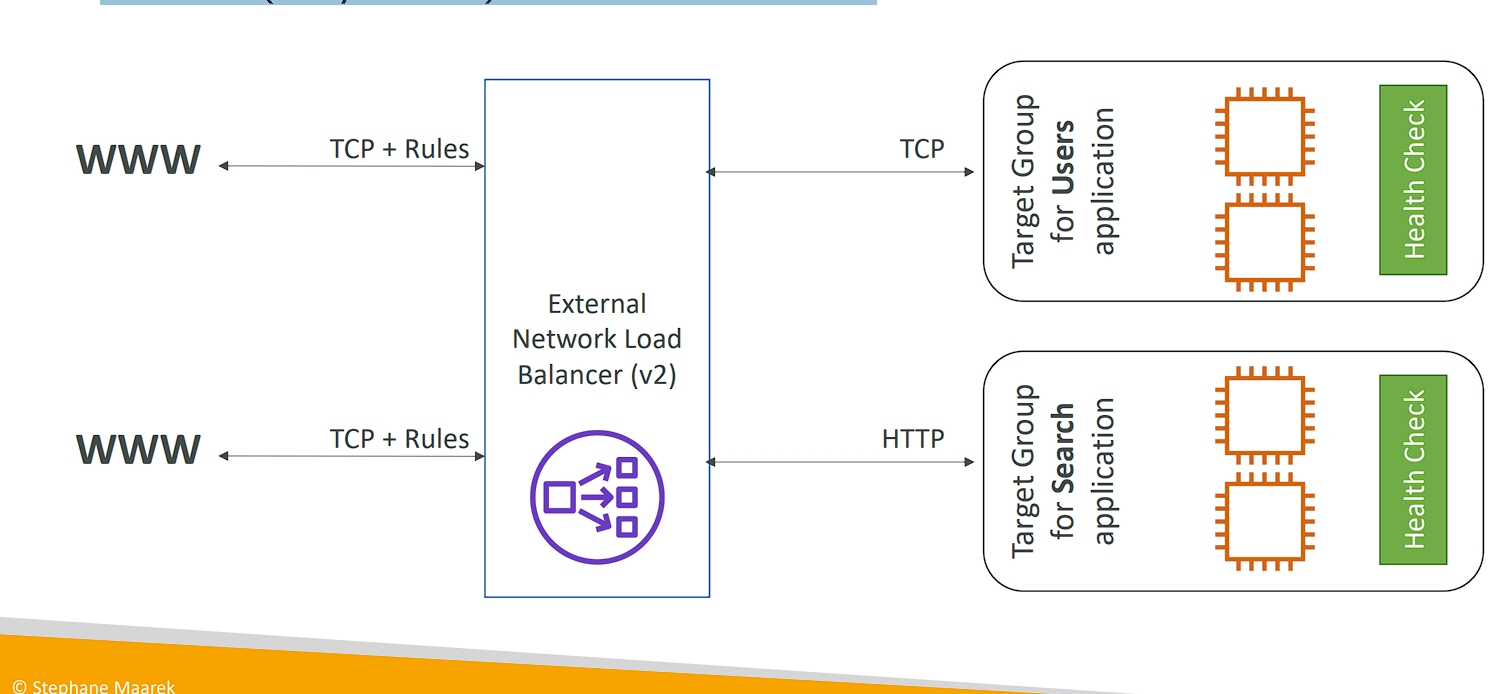 WWW
TCP + Rules
TCP
Target Group
for Users
application
Health Check
External
Network Load
Balancer (v2)
WWW
TCP + Rules
HTTP
Target Group
for Search
application
Health Check
© Stephane Maarek